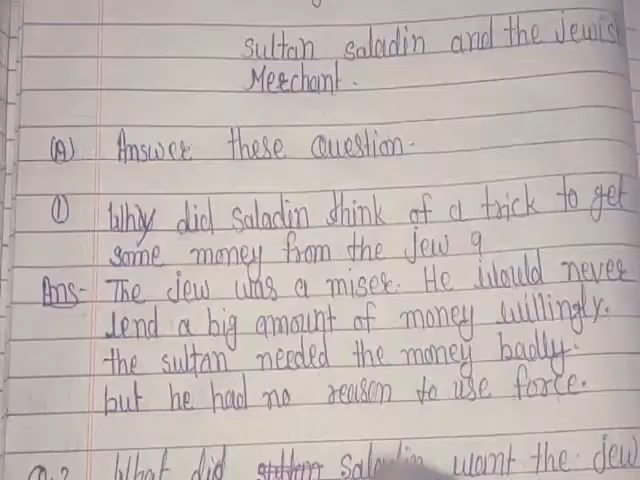 sultan saladin and the Jewis
Merchant.
(A) Answer these Question.
(1) Why did saladin think of a trick to get
some money from the jew ?
Ams- The jew was a miser. He would never
lend a big amount of money willingly.
the sultan needed the money badly.
but he had no reason to use force.
Q.2 What did saladin want the jew